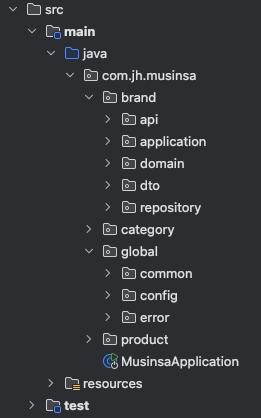 src
main
java
com.jh.musinsa
brand
api
application
domain
dto
repository
category
global
common
config
error
product
MusinsaApplication
resources
test